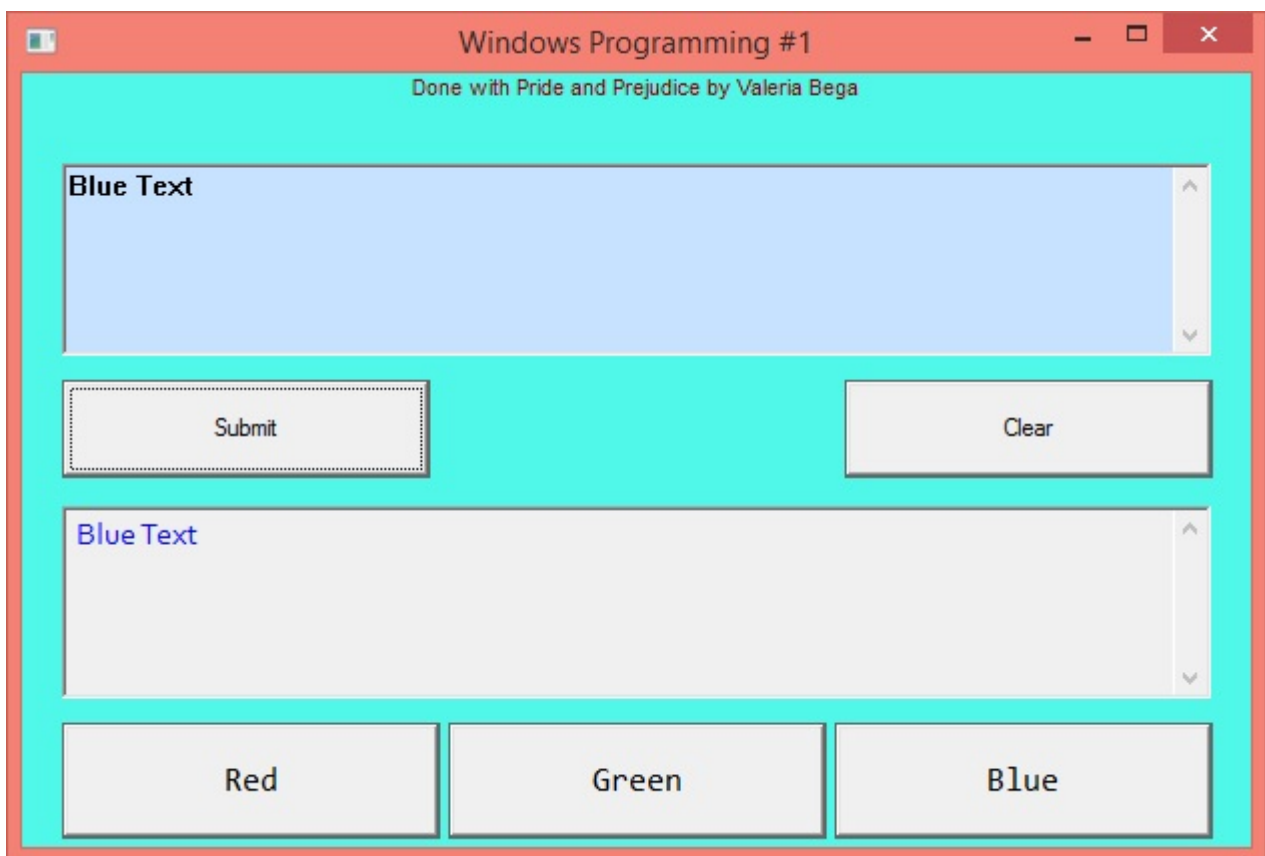 Windows Programming #1
Done with Pride and Prejudice by Valeria Bega
Blue Text
Submit
Clear
Blue Text
Red
Green
Blue